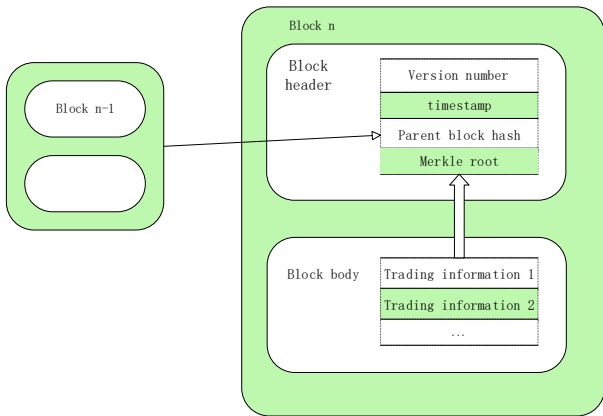 Block n
Block n-1
Block
header
Version number
timestamp
Parent block hash
Merkle root
Block body
Trading information 1
Trading information 2
...